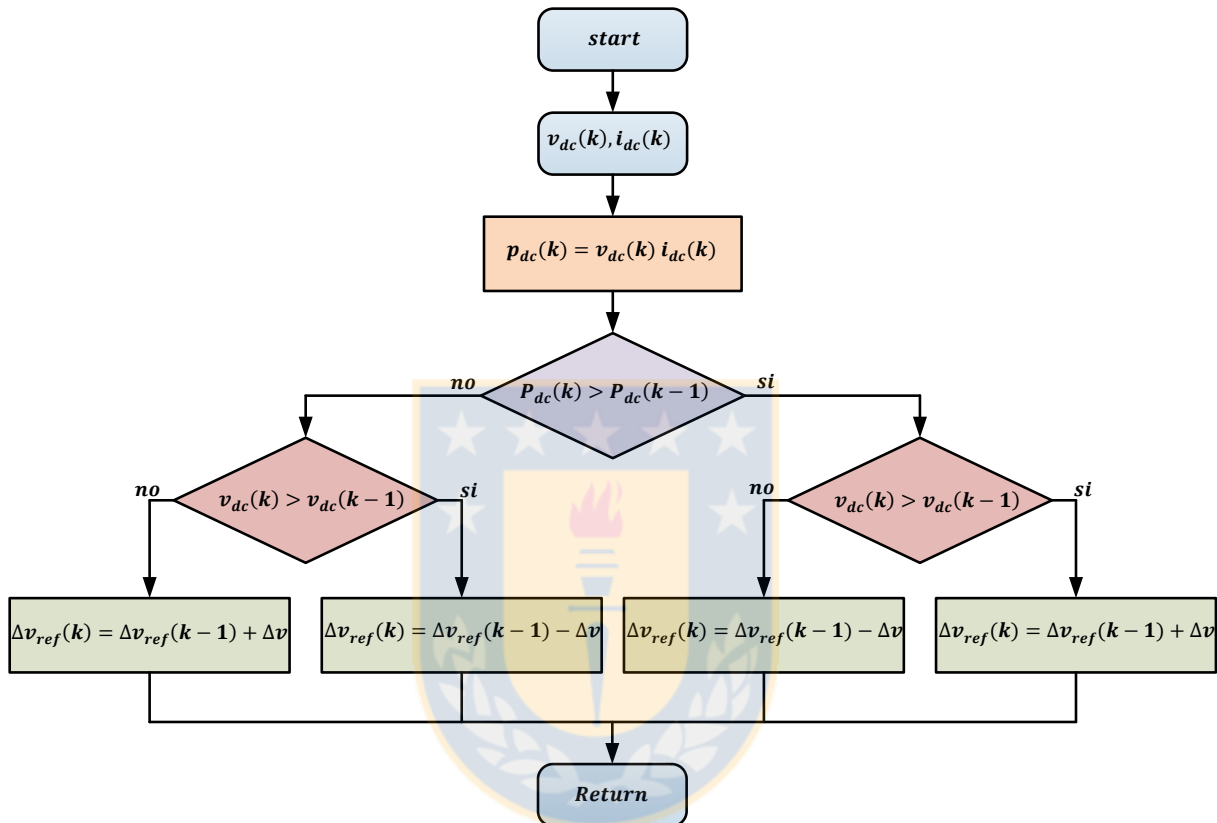 start
v_dc(k), i_dc(k)
p_dc(k) = v_dc(k) i_dc(k)
no
P_dc(k) > P_dc(k − 1)
si
no
v_dc(k) > v_dc(k − 1)
si
no
v_dc(k) > v_dc(k − 1)
si
Δv_ref(k) = Δv_ref(k − 1) + Δv
Δv_ref(k) = Δv_ref(k − 1) − Δv
Δv_ref(k) = Δv_ref(k − 1) − Δv
Δv_ref(k) = Δv_ref(k − 1) + Δv
Return